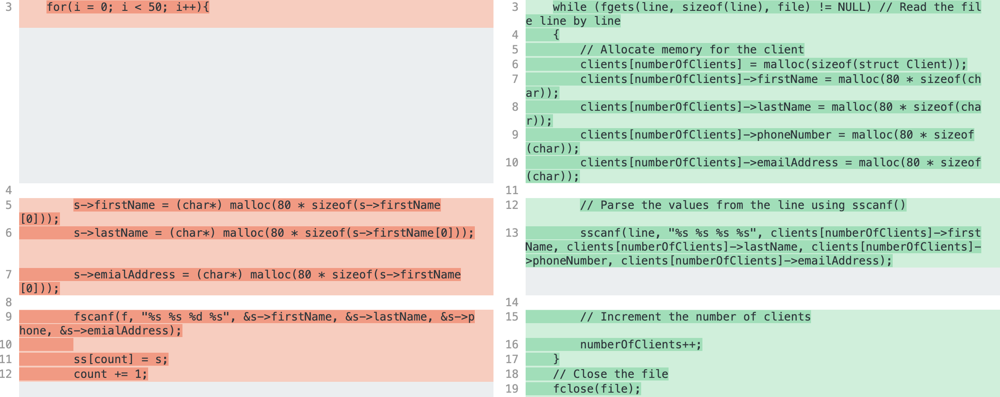 3 for(i = 0; i < 50; i++){
4
5 s->firstName = (char*) malloc(80 * sizeof(s->firstName
[0]));
6 s->lastName = (char*) malloc(80 * sizeof(s->firstName[0]));
7 s->emialAddress = (char*) malloc(80 * sizeof(s->firstName
[0]));
8
9 fscanf(f, "%s %s %d %s", &s->firstName, &s->lastName, &s->p
hone, &s->emialAddress);
10
11 ss[count] = s;
12 count += 1;
3 while (fgets(line, sizeof(line), file) != NULL) // Read the fil
e line by line
4 {
5 // Allocate memory for the client
6 clients[numberOfClients] = malloc(sizeof(struct Client));
7 clients[numberOfClients]->firstName = malloc(80 * sizeof(ch
ar));
8 clients[numberOfClients]->lastName = malloc(80 * sizeof(cha
r));
9 clients[numberOfClients]->phoneNumber = malloc(80 * sizeof
(char));
10 clients[numberOfClients]->emailAddress = malloc(80 * sizeof
(char));
11
12 // Parse the values from the line using sscanf()
13 sscanf(line, "%s %s %s %s", clients[numberOfClients]->first
Name, clients[numberOfClients]->lastName, clients[numberOfClients]-
>phoneNumber, clients[numberOfClients]->emailAddress);
14
15 // Increment the number of clients
16 numberOfClients++;
17 }
18 // Close the file
19 fclose(file);